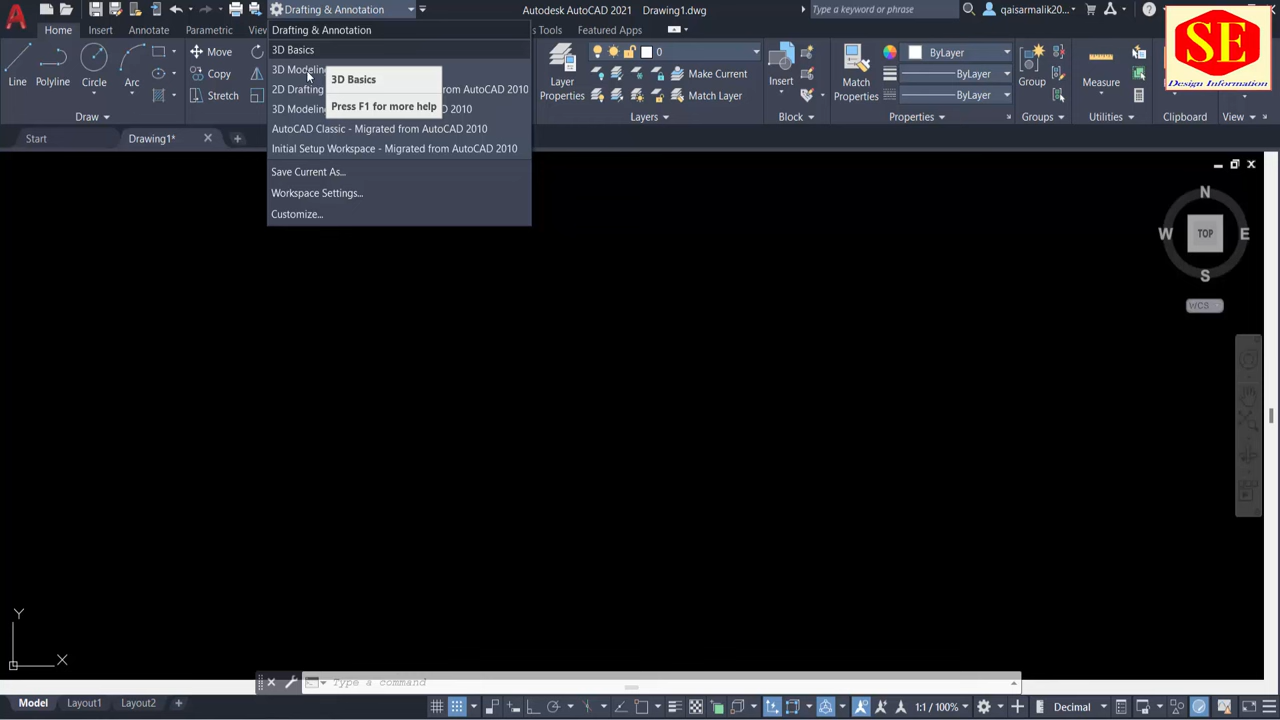 Drafting & Annotation
Autodesk AutoCAD 2021 Drawing1.dwg
Type a keyword or phrase
qaisarmalik20...
Home Insert Annotate Parametric Vie
Drafting & Annotation
s Tools Featured Apps
3D Basics
3D Modelin
3D Basics
Press F1 for more help
2D Drafting
from AutoCAD 2010
3D Modelin
D 2010
AutoCAD Classic - Migrated from AutoCAD 2010
Initial Setup Workspace - Migrated from AutoCAD 2010
Save Current As...
Workspace Settings...
Customize...
Line Polyline Circle Arc
Move
Copy
Stretch
Draw
Layer Properties
0
Make Current
Match Layer
Layers
Insert
Block
Match Properties
ByLayer
ByLayer
ByLayer
Properties
Group
Groups
Measure
Utilities
Clipboard
View
SE
Design Information
Start Drawing1*
N
W TOP E
S
WCS
Y
X
Type a command
Model Layout1 Layout2
1:1 / 100% Decimal